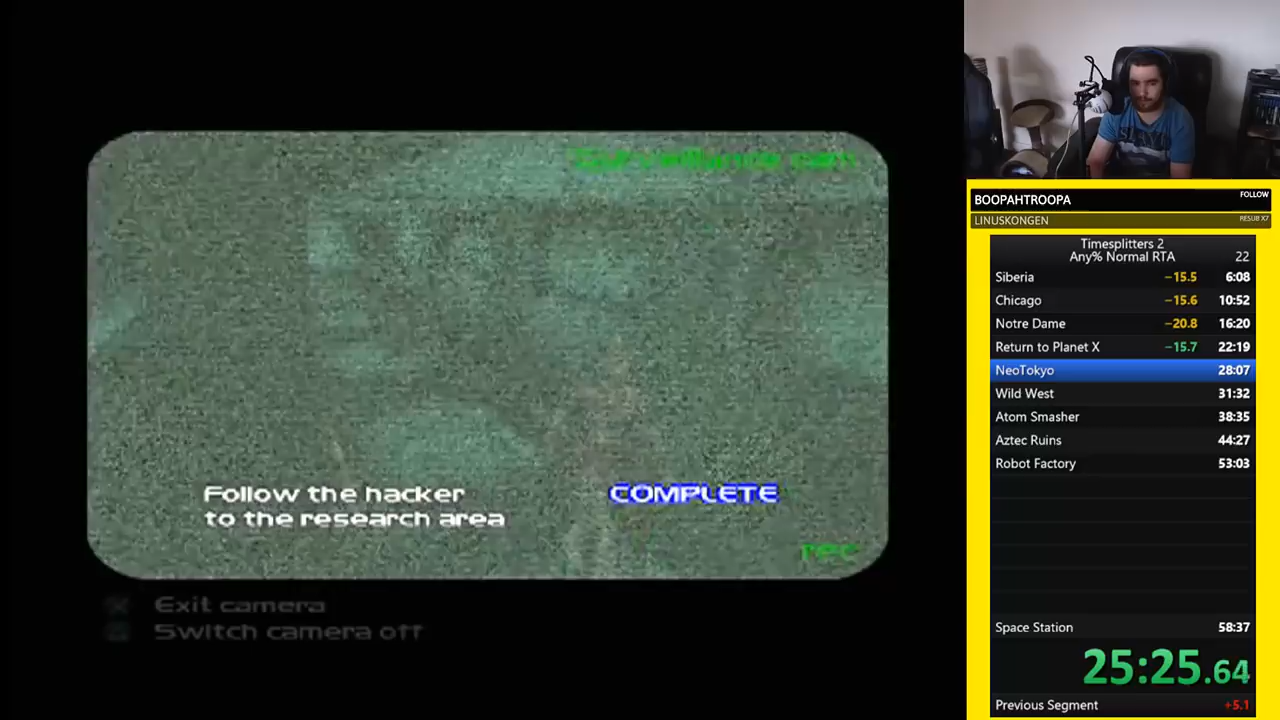 Surveillance cam
Follow the hacker
to the research area
COMPLETE
rec
Exit camera
Switch camera off
BOOPAHTROOPA
FOLLOW
LINUSKONGEN
RESUB X7
Timesplitters 2
Any% Normal RTA 22
Siberia -15.5 6:08
Chicago -15.6 10:52
Notre Dame -20.8 16:20
Return to Planet X -15.7 22:19
NeoTokyo 28:07
Wild West 31:32
Atom Smasher 38:35
Aztec Ruins 44:27
Robot Factory 53:03
Space Station 58:37
25:25.64
Previous Segment +5.1